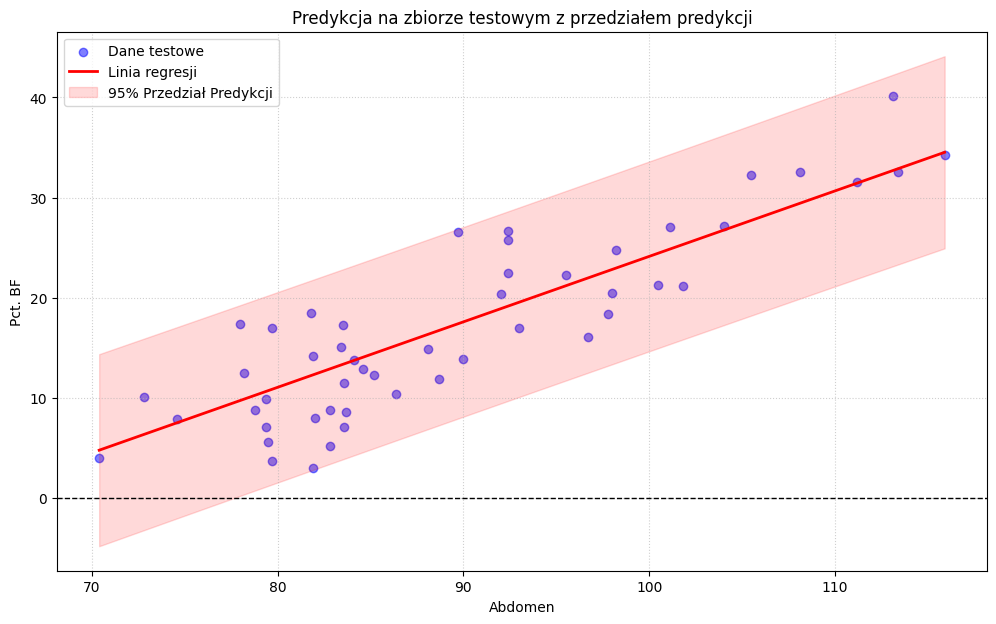 Predykcja na zbiorze testowym z przedziałem predykcji
Dane testowe
Linia regresji
95% Przedział Predykcji
Pct. BF
40
30
20
10
0
70 80 90 100 110
Abdomen